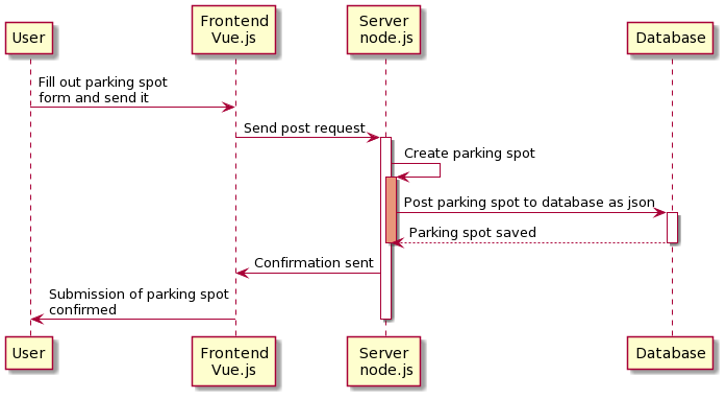 User
Frontend
Vue.js
Server
node.js
Database
Fill out parking spot
form and send it
Send post request
Create parking spot
Post parking spot to database as json
Parking spot saved
Confirmation sent
Submission of parking spot
confirmed
User
Frontend
Vue.js
Server
node.js
Database